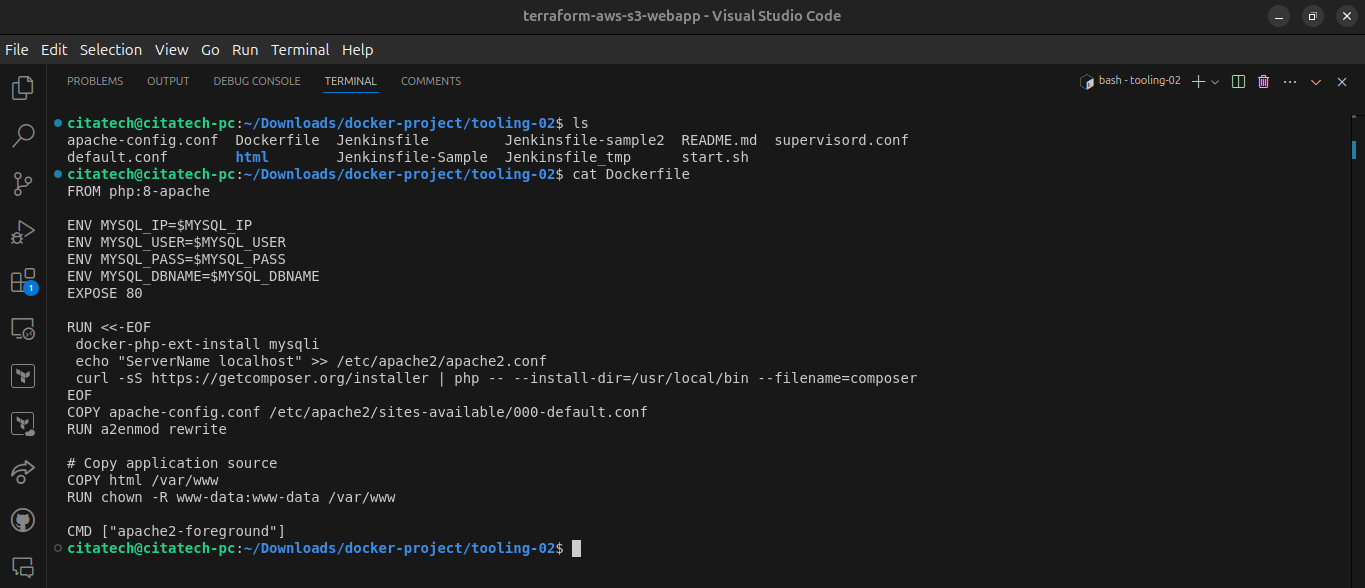 terraform-aws-s3-webapp - Visual Studio Code
File Edit Selection View Go Run Terminal Help
PROBLEMS OUTPUT DEBUG CONSOLE TERMINAL COMMENTS bash - tooling-02
citatech@citatech-pc:~/Downloads/docker-project/tooling-02$ ls
apache-config.conf  Dockerfile  Jenkinsfile         Jenkinsfile-sample2  README.md  supervisord.conf
default.conf        html        Jenkinsfile-Sample  Jenkinsfile_tmp      start.sh
citatech@citatech-pc:~/Downloads/docker-project/tooling-02$ cat Dockerfile
FROM php:8-apache
ENV MYSQL_IP=$MYSQL_IP
ENV MYSQL_USER=$MYSQL_USER
ENV MYSQL_PASS=$MYSQL_PASS
ENV MYSQL_DBNAME=$MYSQL_DBNAME
EXPOSE 80
RUN <<-EOF
 docker-php-ext-install mysqli
 echo "ServerName localhost" >> /etc/apache2/apache2.conf
 curl -sS https://getcomposer.org/installer | php -- --install-dir=/usr/local/bin --filename=composer
EOF
COPY apache-config.conf /etc/apache2/sites-available/000-default.conf
RUN a2enmod rewrite
# Copy application source
COPY html /var/www
RUN chown -R www-data:www-data /var/www
CMD ["apache2-foreground"]
citatech@citatech-pc:~/Downloads/docker-project/tooling-02$
1